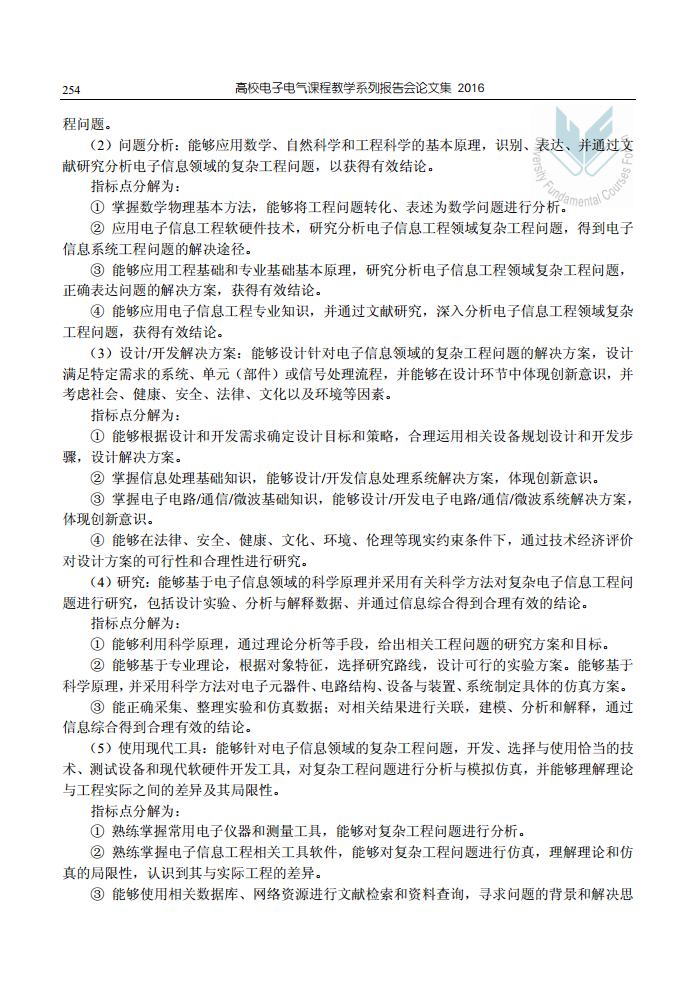 254
高校电子电气课程教学系列报告会论文集 2016
程问题。
（2）问题分析：能够应用数学、自然科学和工程科学的基本原理，识别、表达、并通过文
献研究分析电子信息领域的复杂工程问题，以获得有效结论。
指标点分解为：
① 掌握数学物理基本方法，能够将工程问题转化、表述为数学问题进行分析。
② 应用电子信息工程软硬件技术，研究分析电子信息工程领域复杂工程问题，得到电子
信息系统工程问题的解决途径。
③ 能够应用工程基础和专业基础基本原理，研究分析电子信息工程领域复杂工程问题，
正确表达问题的解决方案，获得有效结论。
④ 能够应用电子信息工程专业知识，并通过文献研究，深入分析电子信息工程领域复杂
工程问题，获得有效结论。
（3）设计/开发解决方案：能够设计针对电子信息领域的复杂工程问题的解决方案，设计
满足特定需求的系统、单元（部件）或信号处理流程，并能够在设计环节中体现创新意识，并
考虑社会、健康、安全、法律、文化以及环境等因素。
指标点分解为：
① 能够根据设计和开发需求确定设计目标和策略，合理运用相关设备规划设计和开发步
骤，设计解决方案。
② 掌握信息处理基础知识，能够设计/开发信息处理系统解决方案，体现创新意识。
③ 掌握电子电路/通信/微波基础知识，能够设计/开发电子电路/通信/微波系统解决方案，
体现创新意识。
④ 能够在法律、安全、健康、文化、环境、伦理等现实约束条件下，通过技术经济评价
对设计方案的可行性和合理性进行研究。
（4）研究：能够基于电子信息领域的科学原理并采用有关科学方法对复杂电子信息工程问
题进行研究，包括设计实验、分析与解释数据、并通过信息综合得到合理有效的结论。
指标点分解为：
① 能够利用科学原理，通过理论分析等手段，给出相关工程问题的研究方案和目标。
② 能够基于专业理论，根据对象特征，选择研究路线，设计可行的实验方案。能够基于
科学原理，并采用科学方法对电子元器件、电路结构、设备与装置、系统制定具体的仿真方案。
③ 能正确采集、整理实验和仿真数据；对相关结果进行关联，建模、分析和解释，通过
信息综合得到合理有效的结论。
（5）使用现代工具：能够针对电子信息领域的复杂工程问题，开发、选择与使用恰当的技
术、测试设备和现代软硬件开发工具，对复杂工程问题进行分析与模拟仿真，并能够理解理论
与工程实际之间的差异及其局限性。
指标点分解为：
① 熟练掌握常用电子仪器和测量工具，能够对复杂工程问题进行分析。
② 熟练掌握电子信息工程相关工具软件，能够对复杂工程问题进行仿真，理解理论和仿
真的局限性，认识到其与实际工程的差异。
③ 能够使用相关数据库、网络资源进行文献检索和资料查询，寻求问题的背景和解决思
University Fundamental Courses